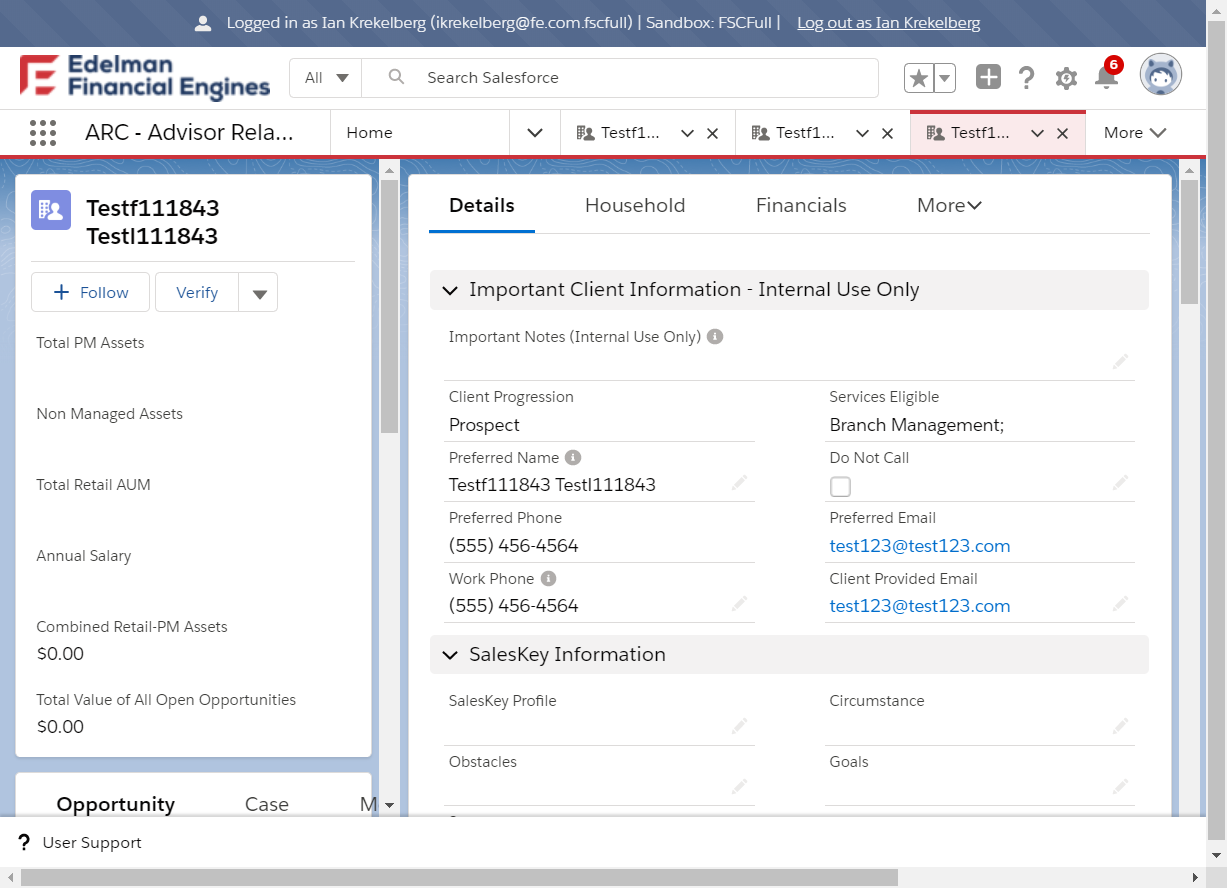 Logged in as Ian Krekelberg (ikrekelberg@fe.com.fscfull) | Sandbox: FSCFull | Log out as Ian Krekelberg
Edelman
Financial Engines
All
Search Salesforce
6
ARC - Advisor Rela...
Home
Testf1...
Testf1...
Testf1...
More
Testf111843
Testl111843
Follow
Verify
Total PM Assets
Non Managed Assets
Total Retail AUM
Annual Salary
Combined Retail-PM Assets
$0.00
Total Value of All Open Opportunities
$0.00
Opportunity
Case
M
Details
Household
Financials
More
Important Client Information - Internal Use Only
Important Notes (Internal Use Only)
Client Progression
Prospect
Services Eligible
Branch Management;
Preferred Name
Testf111843 Testl111843
Do Not Call
Preferred Phone
(555) 456-4564
Preferred Email
test123@test123.com
Work Phone
(555) 456-4564
Client Provided Email
test123@test123.com
SalesKey Information
SalesKey Profile
Circumstance
Obstacles
Goals
? User Support